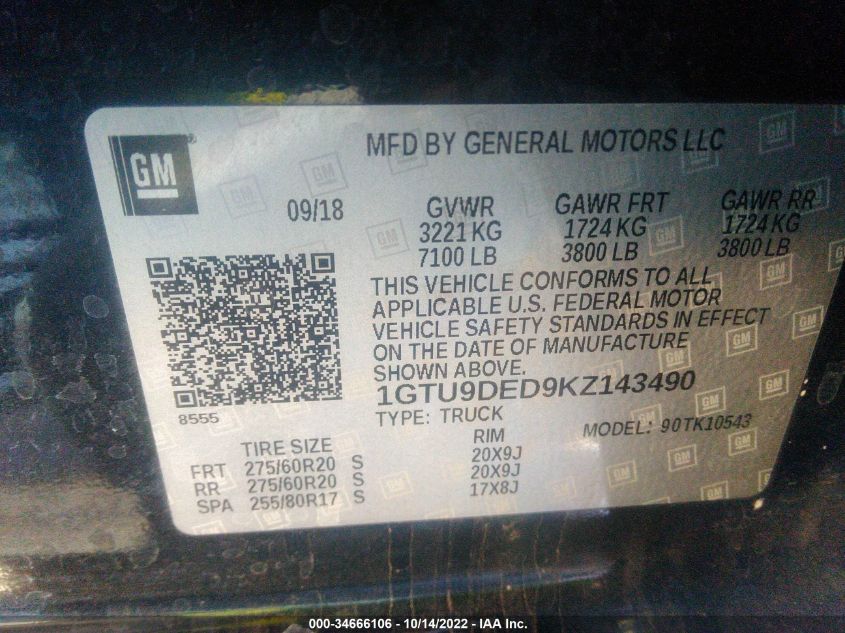 GM
MFD BY GENERAL MOTORS LLC
09/18
GVWR GAWR FRT GAWR RR
3221 KG 1724 KG 1724 KG
7100 LB 3800 LB 3800 LB
THIS VEHICLE CONFORMS TO ALL
APPLICABLE U.S. FEDERAL MOTOR
VEHICLE SAFETY STANDARDS IN EFFECT
ON THE DATE OF MANUFACTURE
SHOWN ABOVE.
1GTU9DED9KZ143490
8555
TYPE: TRUCK
MODEL: 90TK10543
TIRE SIZE RIM
FRT 275/60R20 S 20X9J
RR 275/60R20 S 20X9J
SPA 255/80R17 S 17X8J
000-34666106 - 10/14/2022 - IAA Inc.